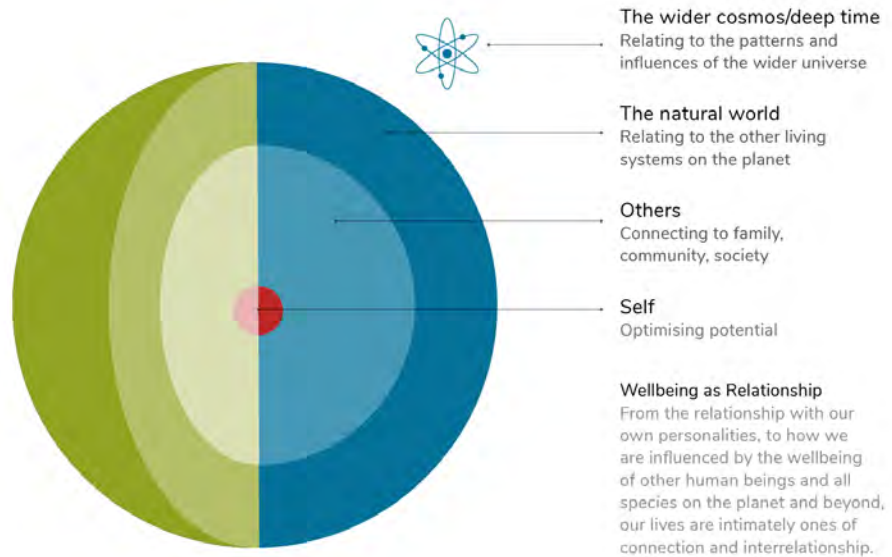 The wider cosmos/deep time
Relating to the patterns and
influences of the wider universe
The natural world
Relating to the other living
systems on the planet
Others
Connecting to family,
community, society
Self
Optimising potential
Wellbeing as Relationship
From the relationship with our
own personalities, to how we
are influenced by the wellbeing
of other human beings and all
species on the planet and beyond,
our lives are intimately ones of
connection and interrelationship.